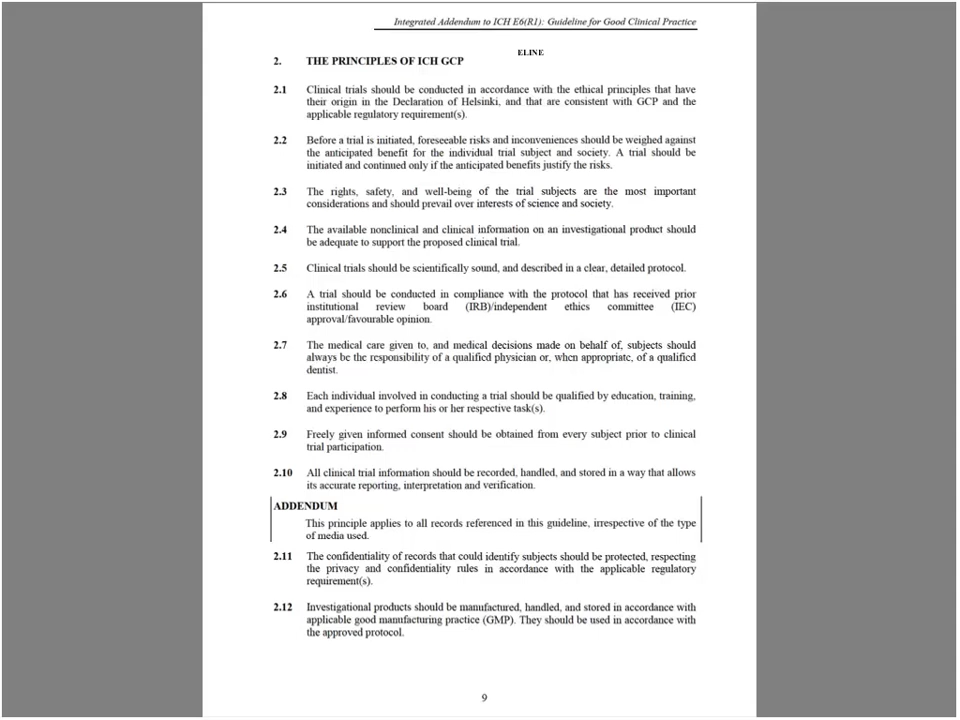 Integrated Addendum to ICH E6(R1): Guideline for Good Clinical Practice
ELINE
2. THE PRINCIPLES OF ICH GCP
2.1 Clinical trials should be conducted in accordance with the ethical principles that have
their origin in the Declaration of Helsinki, and that are consistent with GCP and the
applicable regulatory requirement(s).
2.2 Before a trial is initiated, foreseeable risks and inconveniences should be weighed against
the anticipated benefit for the individual trial subject and society. A trial should be
initiated and continued only if the anticipated benefits justify the risks.
2.3 The rights, safety, and well-being of the trial subjects are the most important
considerations and should prevail over interests of science and society.
2.4 The available nonclinical and clinical information on an investigational product should
be adequate to support the proposed clinical trial.
2.5 Clinical trials should be scientifically sound, and described in a clear, detailed protocol.
2.6 A trial should be conducted in compliance with the protocol that has received prior
institutional review board (IRB)/independent ethics committee (IEC)
approval/favourable opinion.
2.7 The medical care given to, and medical decisions made on behalf of, subjects should
always be the responsibility of a qualified physician or, when appropriate, of a qualified
dentist.
2.8 Each individual involved in conducting a trial should be qualified by education, training,
and experience to perform his or her respective task(s).
2.9 Freely given informed consent should be obtained from every subject prior to clinical
trial participation.
2.10 All clinical trial information should be recorded, handled, and stored in a way that allows
its accurate reporting, interpretation and verification.
ADDENDUM
This principle applies to all records referenced in this guideline, irrespective of the type
of media used.
2.11 The confidentiality of records that could identify subjects should be protected, respecting
the privacy and confidentiality rules in accordance with the applicable regulatory
requirement(s).
2.12 Investigational products should be manufactured, handled, and stored in accordance with
applicable good manufacturing practice (GMP). They should be used in accordance with
the approved protocol.
9